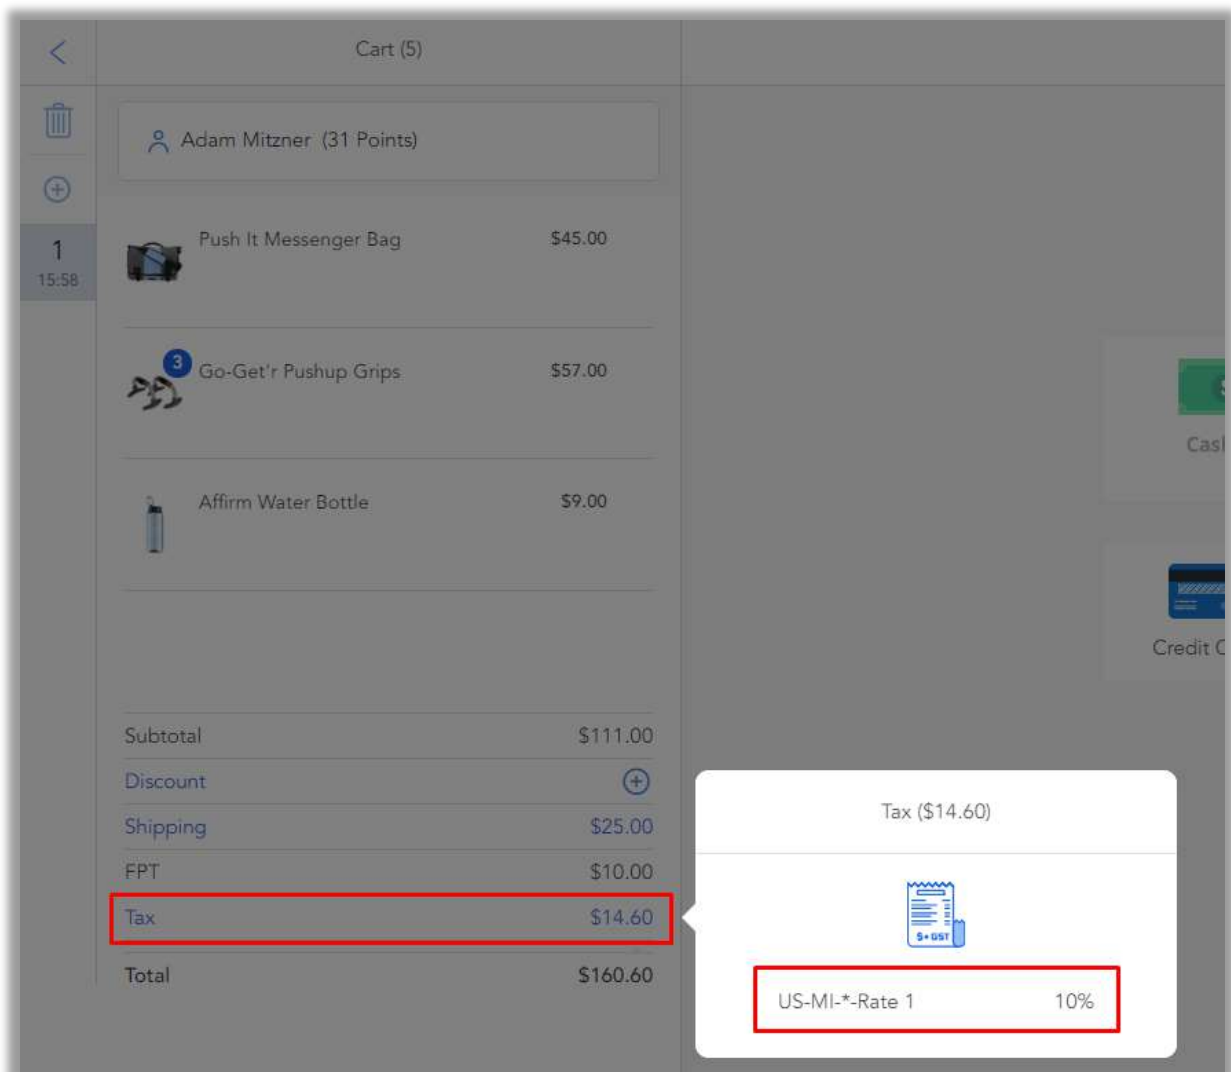 Cart (5)
Adam Mitzner (31 Points)
1
15:58
Push It Messenger Bag $45.00
3
Go-Get'r Pushup Grips $57.00
Affirm Water Bottle $9.00
Subtotal $111.00
Discount
Shipping $25.00
FPT $10.00
Tax $14.60
Total $160.60
Credit C
Tax ($14.60)
$+GST
US-MI-*-Rate 1 10%